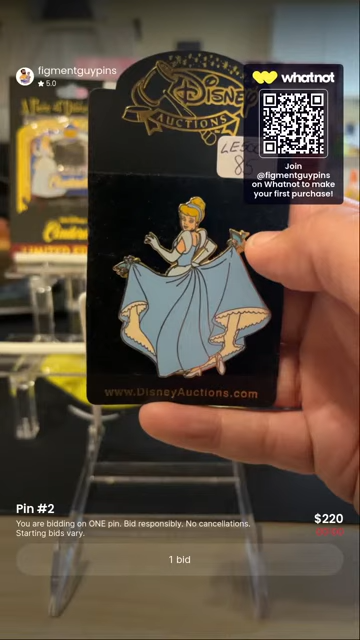 figmentguypins
5.0
whatnot
Join
@figmentguypins
on Whatnot to make
your first purchase!
Disney
AUCTIONS
www.DisneyAuctions.com
Pin #2
You are bidding on ONE pin. Bid responsibly. No cancellations.
Starting bids vary.
$220
1 bid